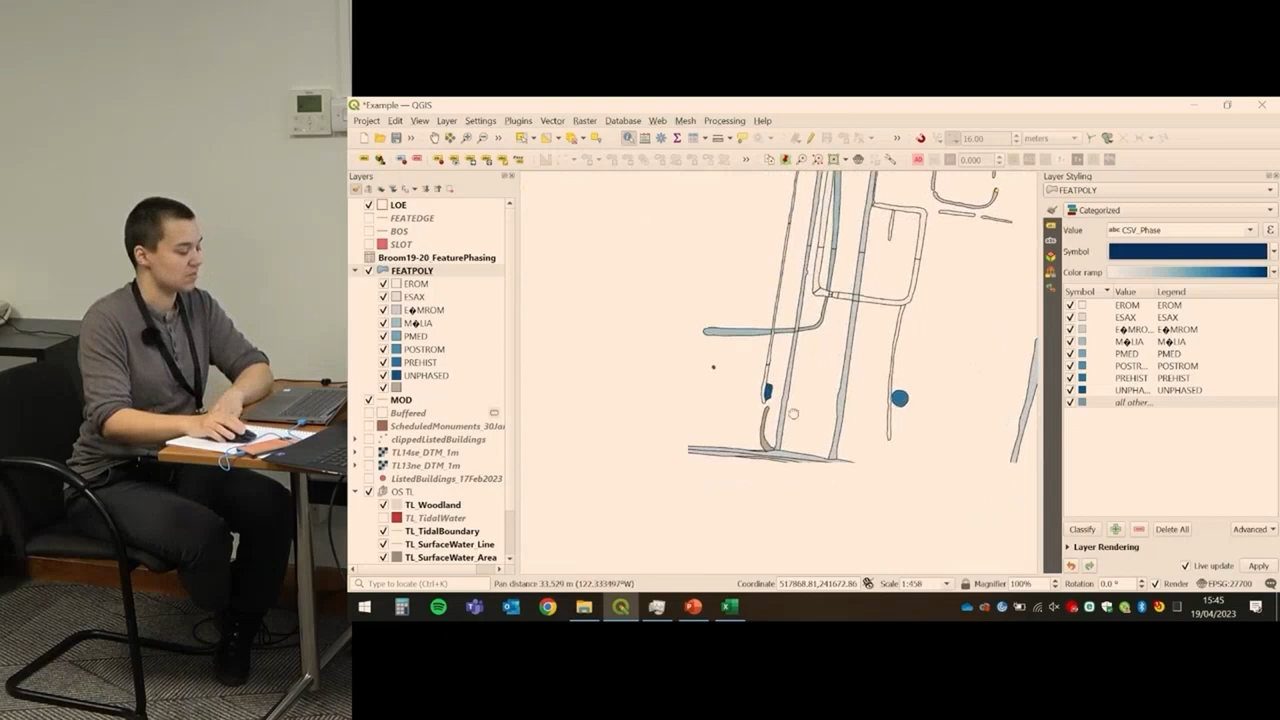 *Example — QGIS
Project Edit View Layer Settings Plugins Vector Raster Database Web Mesh Processing Help
16.00 meters
0.000
Layers
LOE
FEATEDGE
BOS
SLOT
Broom19-20_FeaturePhasing
FEATPOLY
EROM
ESAX
E�MROM
M�LIA
PMED
POSTROM
PREHIST
UNPHASED
MOD
Buffered
ScheduledMonuments_30Jar
clippedListedBuildings
TL14se_DTM_1m
TL13ne_DTM_1m
ListedBuildings_17Feb2023
OS TL
TL_Woodland
TL_TidalWater
TL_TidalBoundary
TL_SurfaceWater_Line
TL_SurfaceWater_Area
Layer Styling
FEATPOLY
Categorized
Value abc CSV_Phase
Symbol
Color ramp
Symbol Value Legend
EROM EROM
ESAX ESAX
E�MRO... E�MROM
M�LIA M�LIA
PMED PMED
POSTR... POSTROM
PREHIST PREHIST
UNPHA... UNPHASED
all other...
Classify Delete All Advanced
Layer Rendering
Live update Apply
Type to locate (Ctrl+K) Pan distance 33.529 m (122.333497°W) Coordinate 517868.81,241672.86 Scale 1:458 Magnifier 100% Rotation 0.0 ° Render EPSG:27700
15:45
19/04/2023